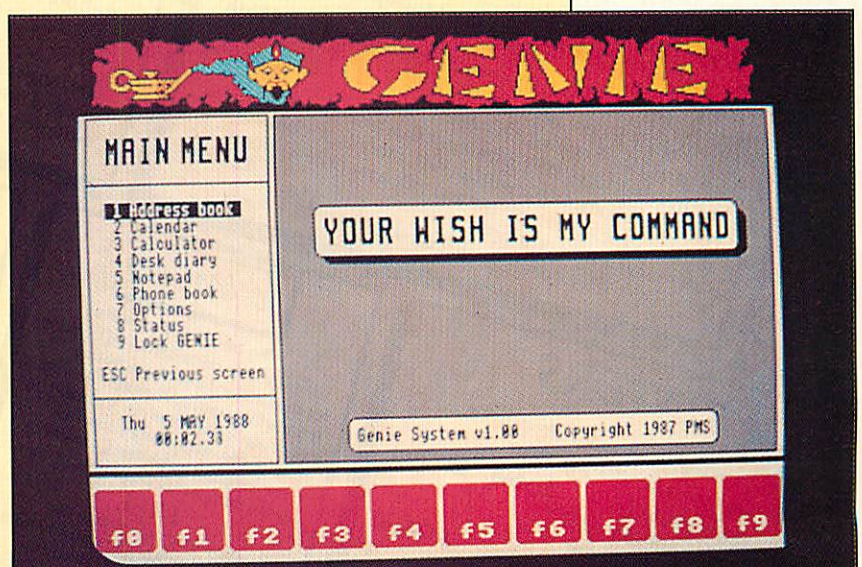 GENIE
MAIN MENU
1 Address book
2 Calendar
3 Calculator
4 Desk diary
5 Notepad
6 Phone book
7 Options
8 Status
9 Lock GENIE
ESC Previous screen
Thu 5 MAY 1988
00:02.33
YOUR WISH IS MY COMMAND
Genie System v1.00 Copyright 1987 PMS
f0 f1 f2 f3 f4 f5 f6 f7 f8 f9